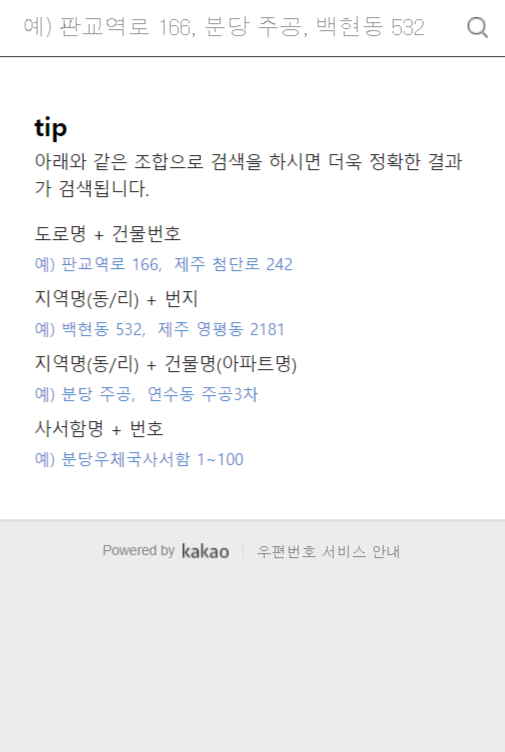 예) 판교역로 166, 분당 주공, 백현동 532
tip
아래와 같은 조합으로 검색을 하시면 더욱 정확한 결과
가 검색됩니다.
도로명 + 건물번호
예) 판교역로 166, 제주 첨단로 242
지역명(동/리) + 번지
예) 백현동 532, 제주 영평동 2181
지역명(동/리) + 건물명(아파트명)
예) 분당 주공, 연수동 주공3차
사서함명 + 번호
예) 분당우체국사서함 1~100
Powered by kakao 우편번호 서비스 안내